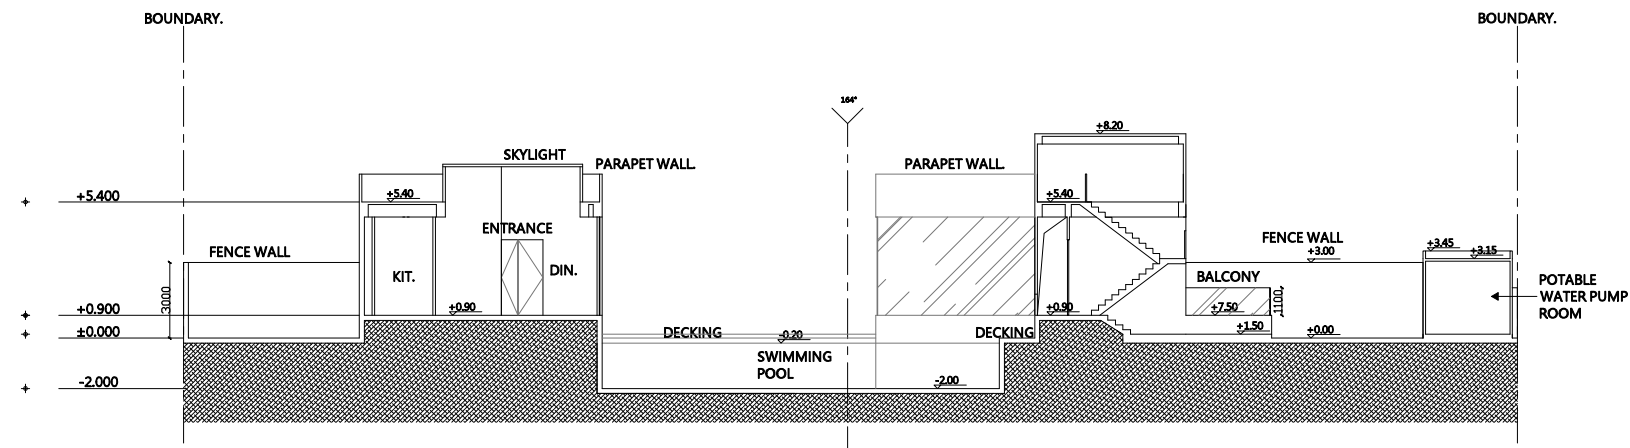 BOUNDARY.
BOUNDARY.
164°
+8.20
SKYLIGHT
PARAPET WALL.
PARAPET WALL.
+5.400
+5.40
+5.40
ENTRANCE
FENCE WALL
FENCE WALL
+3.00
+3.45
+3.15
KIT.
DIN.
BALCONY
POTABLE
WATER PUMP
ROOM
3000
1100
+0.900
+0.90
+0.90
+7.50
±0.000
DECKING
-0.20
DECKING
+1.50
+0.00
SWIMMING
POOL
-2.000
-2.00